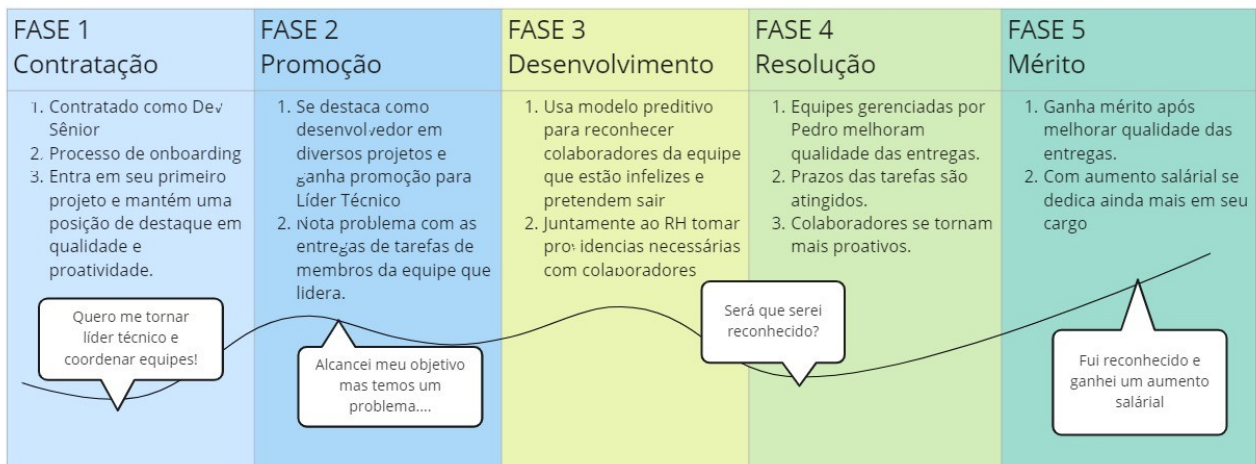 FASE 1
Contratação
1. Contratado como Dev
Sênior
2. Processo de onboarding
3. Entra em seu primeiro
projeto e mantém uma
posição de destaque em
qualidade e
proatividade.
Quero me tornar
líder técnico e
coordenar equipes!
FASE 2
Promoção
1. Se destaca como
desenvolvedor em
diversos projetos e
ganha promoção para
Líder Técnico
2. Nota problema com as
entregas de tarefas de
membros da equipe que
lidera.
Alcancei meu objetivo
mas temos um
problema....
FASE 3
Desenvolvimento
1. Usa modelo preditivo
para reconhecer
colaboradores da equipe
que estão infelizes e
pretendem sair
2. Juntamente ao RH tomar
providencias necessárias
com colaboradores
FASE 4
Resolução
1. Equipes gerenciadas por
Pedro melhoram
qualidade das entregas.
2. Prazos das tarefas são
atingidos.
3. Colaboradores se tornam
mais proativos.
Será que serei
reconhecido?
FASE 5
Mérito
1. Ganha mérito após
melhorar qualidade das
entregas.
2. Com aumento salárial se
dedica ainda mais em seu
cargo
Fui reconhecido e
ganhei um aumento
salárial